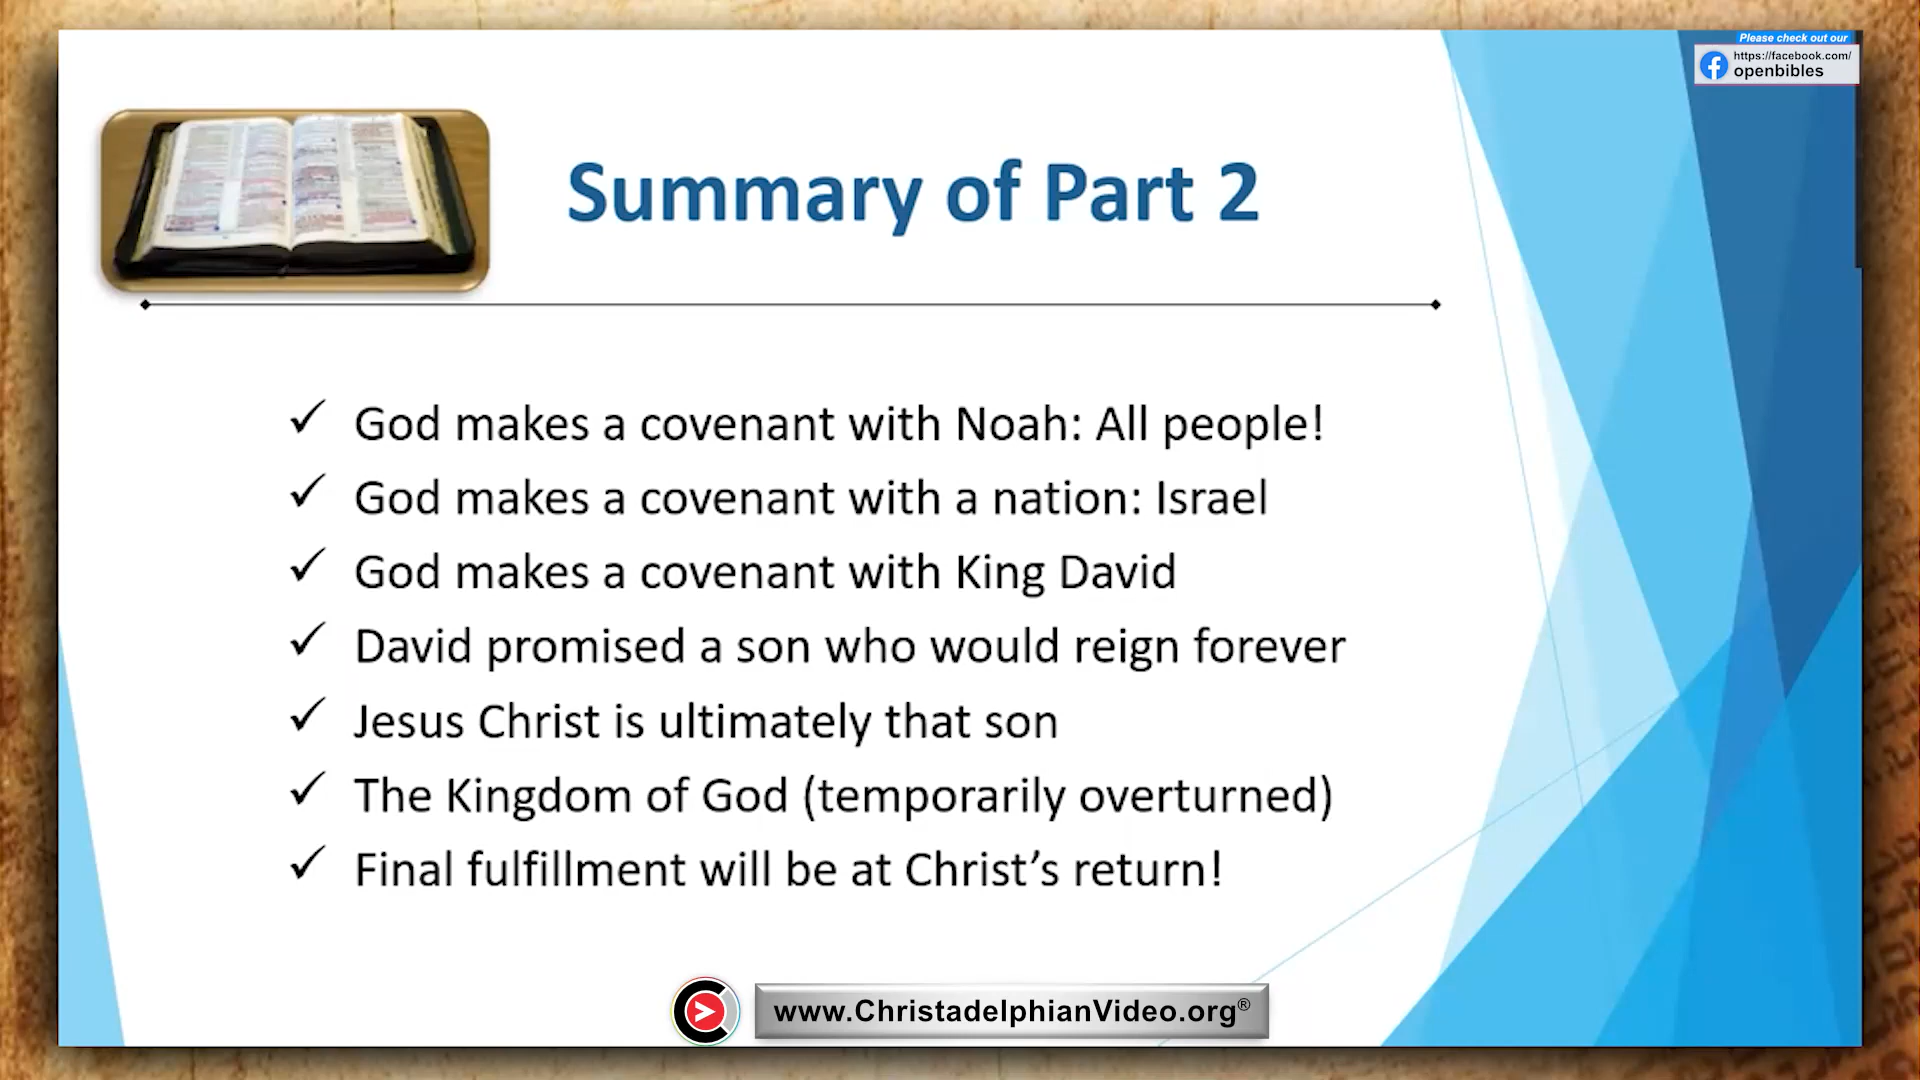 Please check out our
https://facebook.com/
openbibles
Summary of Part 2
✓ God makes a covenant with Noah: All people!
✓ God makes a covenant with a nation: Israel
✓ God makes a covenant with King David
✓ David promised a son who would reign forever
✓ Jesus Christ is ultimately that son
✓ The Kingdom of God (temporarily overturned)
✓ Final fulfillment will be at Christ’s return!
www.ChristadelphianVideo.org®